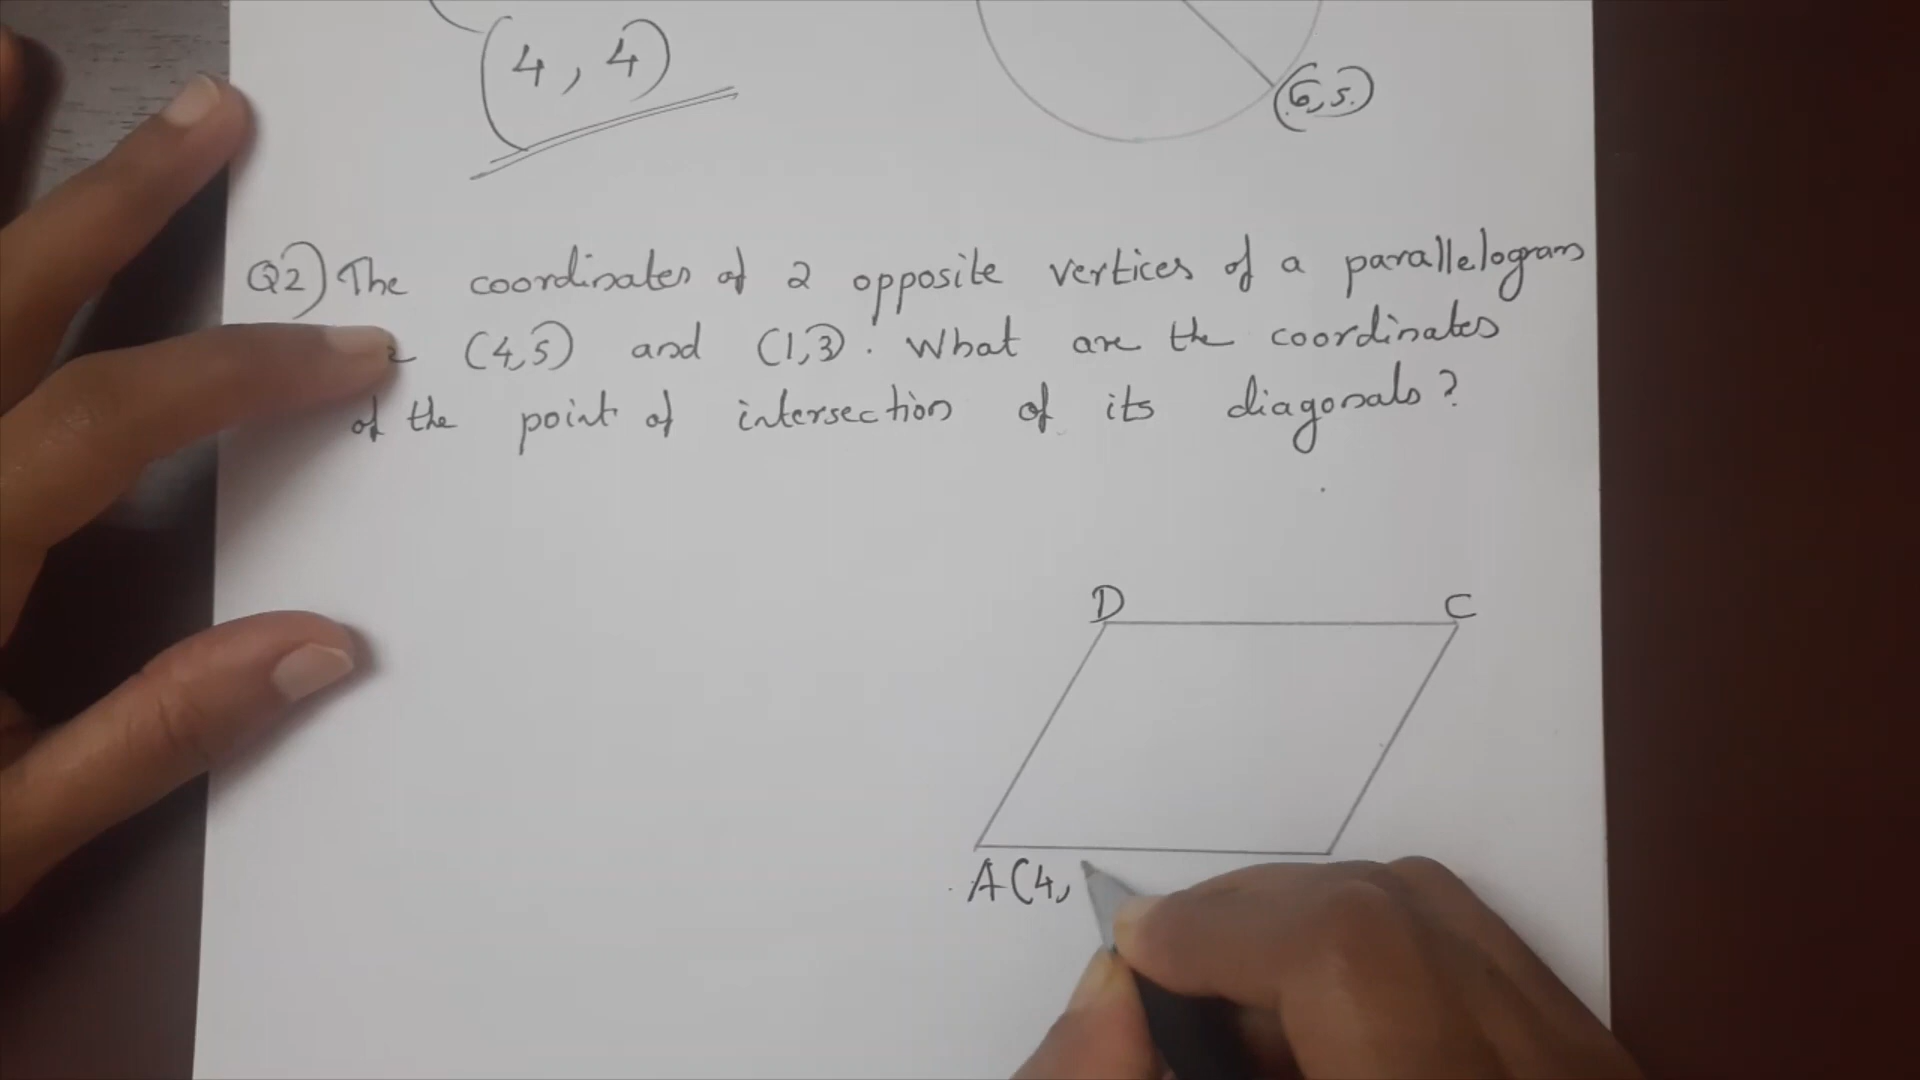 (4, 4)
(6,5)
Q2) The coordinates of 2 opposite vertices of a parallelogram
(4,5) and (1,3). What are the coordinates
of the point of intersection of its diagonals?
D C
A (4,